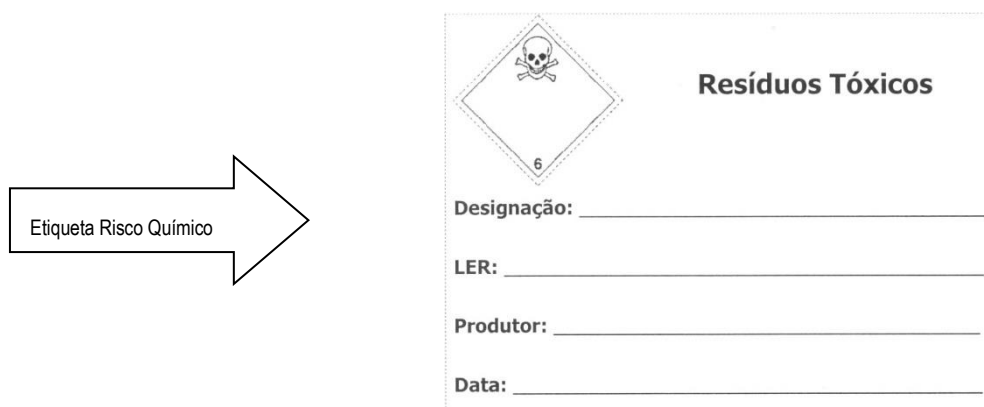 Etiqueta Risco Químico
Resíduos Tóxicos
6
Designação:
LER:
Produtor:
Data: